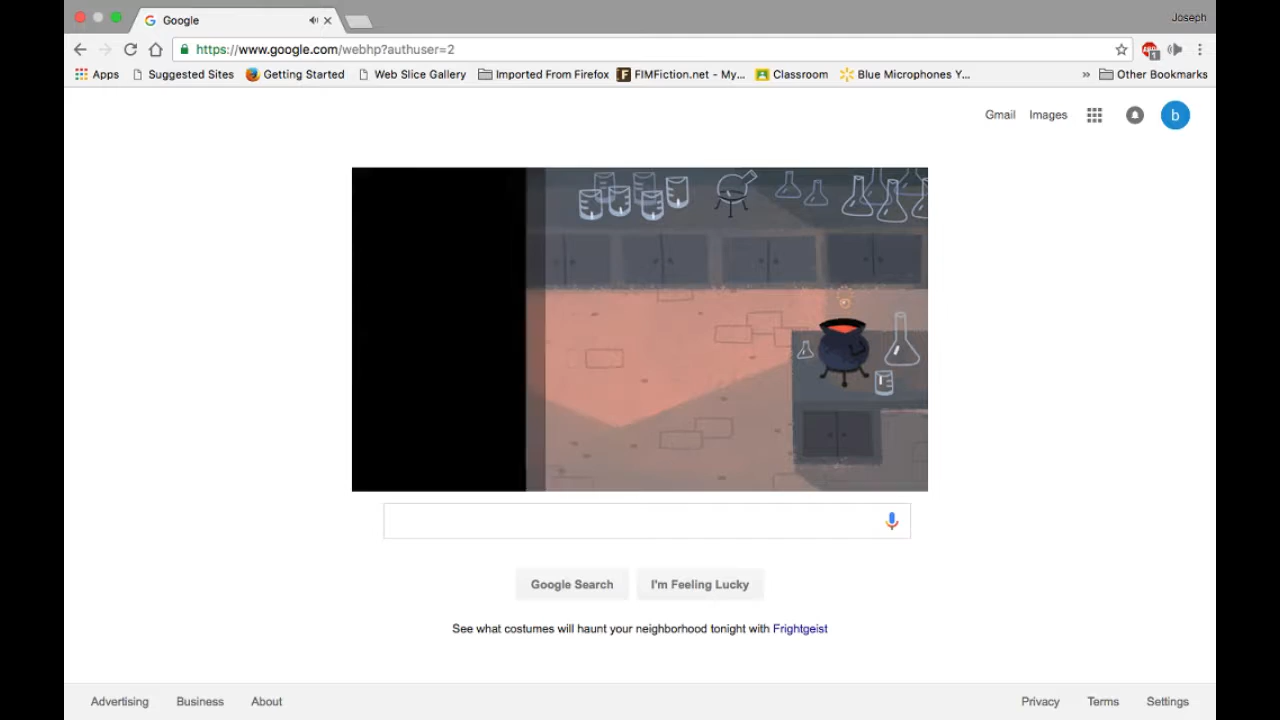 Google
Joseph
https://www.google.com/webhp?authuser=2
1
Apps Suggested Sites Getting Started Web Slice Gallery Imported From Firefox FIMFiction.net - My... Classroom Blue Microphones Y... » Other Bookmarks
Gmail Images b
Google Search I'm Feeling Lucky
See what costumes will haunt your neighborhood tonight with Frightgeist
Advertising Business About Privacy Terms Settings